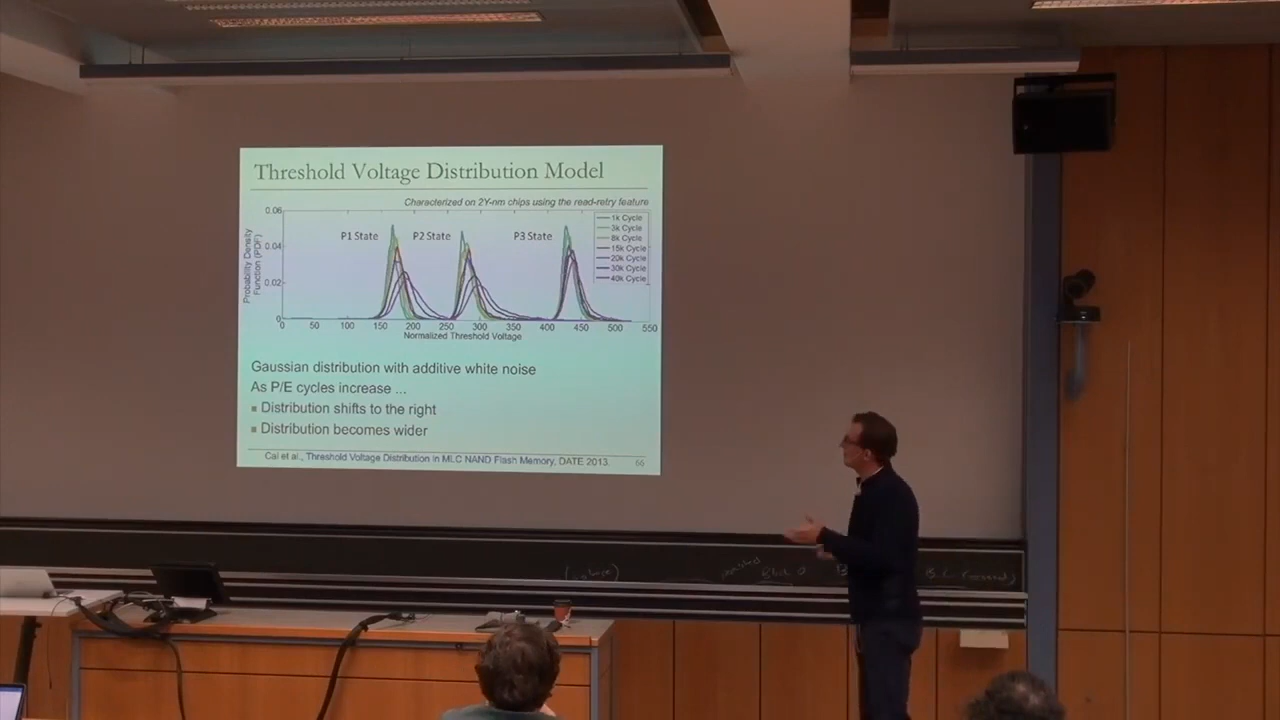 Threshold Voltage Distribution Model
Characterized on 2Y-nm chips using the read-retry feature
0.06
0.04
0.02
0
Probability Density
Function (PDF)
P1 State
P2 State
P3 State
1k Cycle
3k Cycle
8k Cycle
15k Cycle
20k Cycle
30k Cycle
40k Cycle
0 50 100 150 200 250 300 350 400 450 500 550
Normalized Threshold Voltage
Gaussian distribution with additive white noise
As P/E cycles increase ...
▪ Distribution shifts to the right
▪ Distribution becomes wider
Cai et al., Threshold Voltage Distribution in MLC NAND Flash Memory, DATE 2013.
66